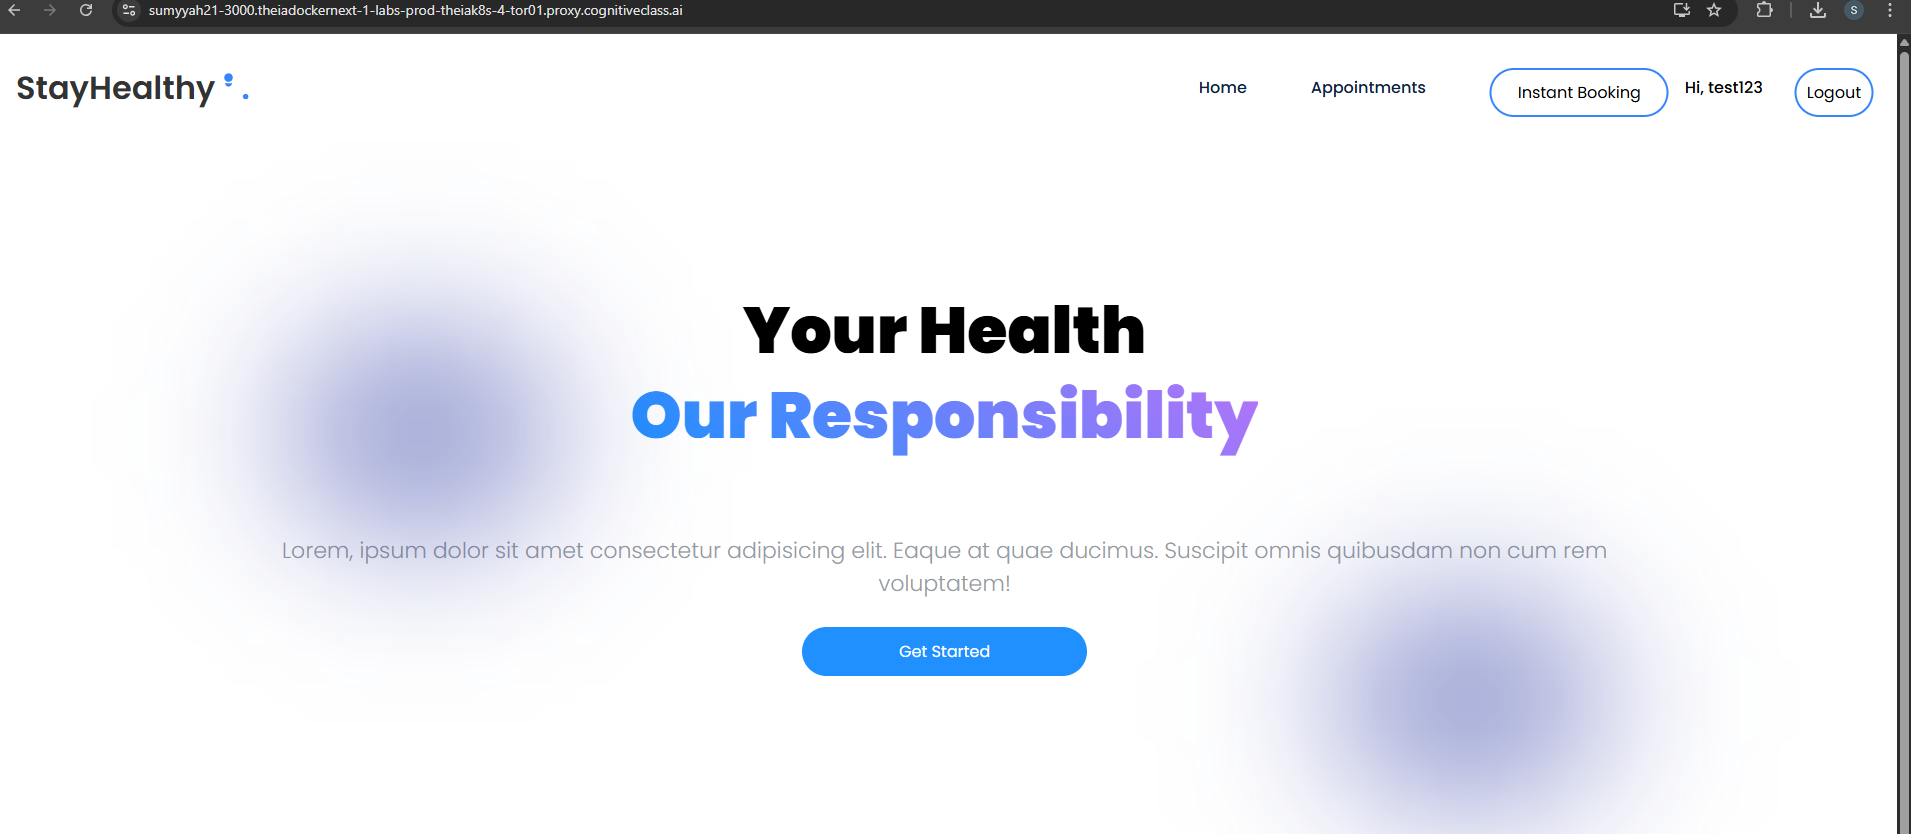 sumyyah21-3000.theiadockernext-1-labs-prod-theiak8s-4-tor01.proxy.cognitiveclass.ai
S
StayHealthy
Home Appointments Instant Booking Hi, test123 Logout
Your Health
Our Responsibility
Lorem, ipsum dolor sit amet consectetur adipisicing elit. Eaque at quae ducimus. Suscipit omnis quibusdam non cum rem
voluptatem!
Get Started